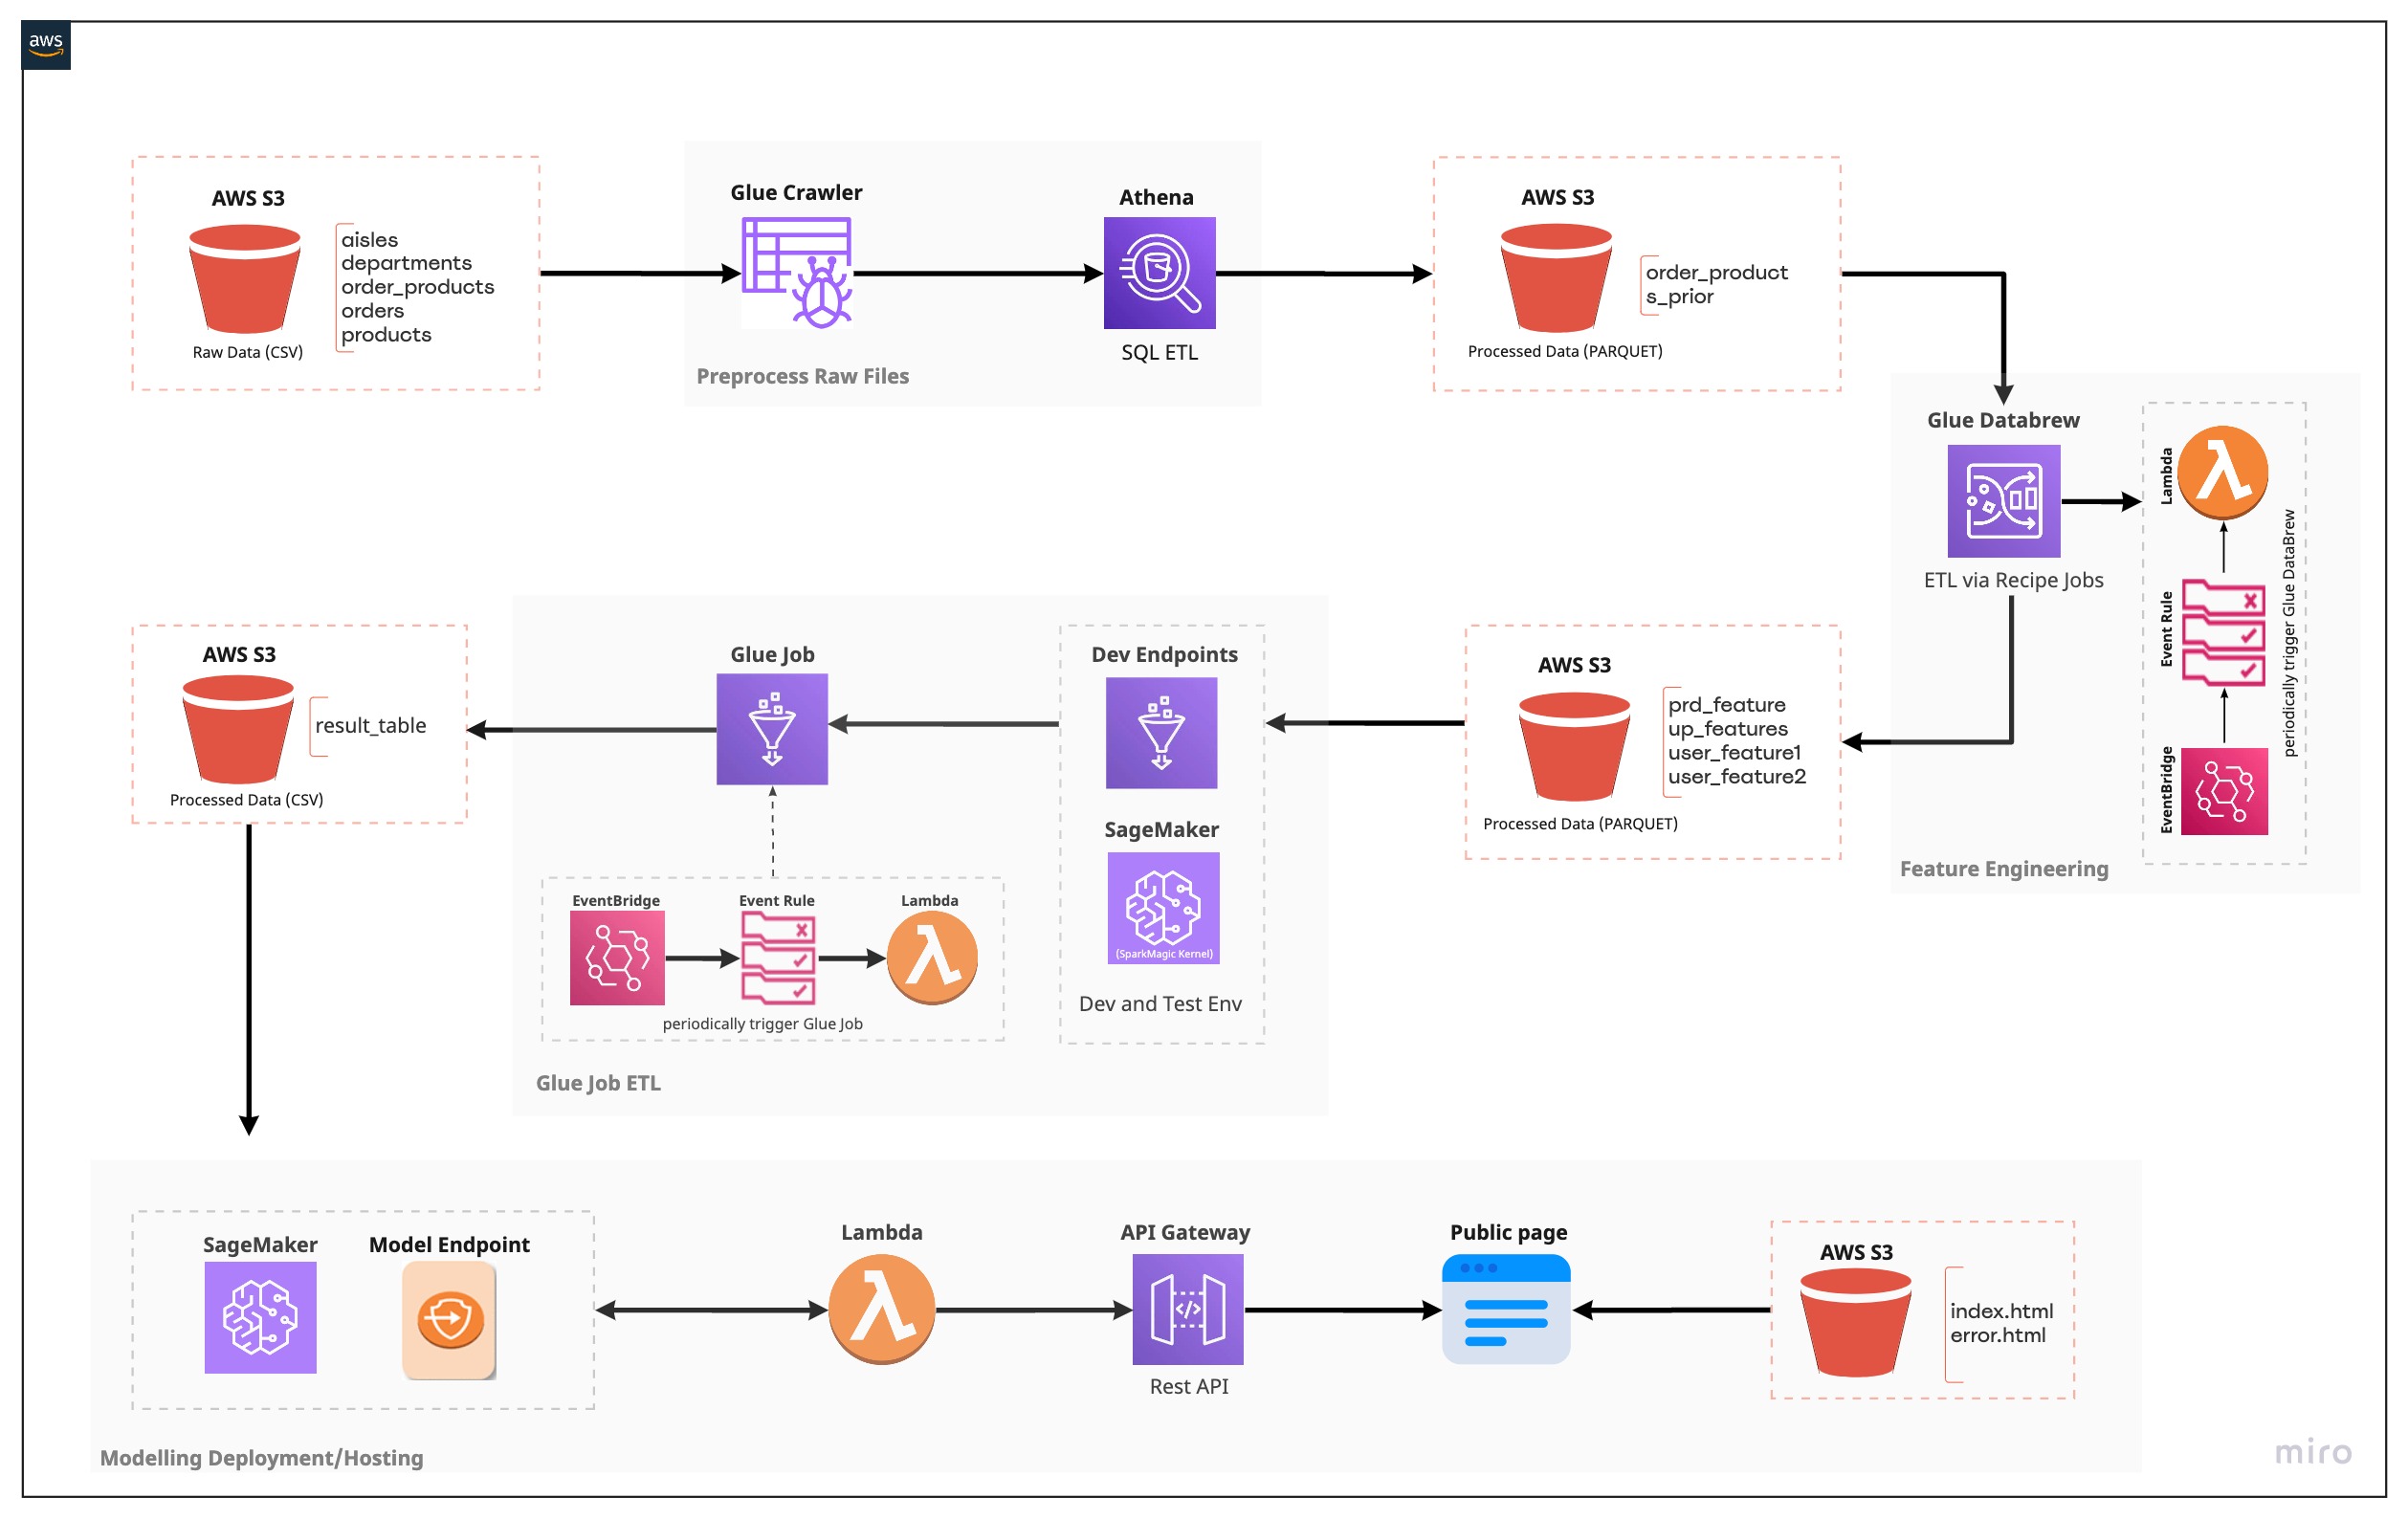 aws
AWS S3
aisles
departments
order_products
orders
products
Raw Data (CSV)
Glue Crawler
Athena
SQL ETL
Preprocess Raw Files
AWS S3
order_product
s_prior
Processed Data (PARQUET)
Glue Databrew
ETL via Recipe Jobs
Lambda
Event Rule
EventBridge
periodically trigger Glue DataBrew
Feature Engineering
AWS S3
prd_feature
up_features
user_feature1
user_feature2
Processed Data (PARQUET)
Dev Endpoints
SageMaker
(SparkMagic Kernel)
Dev and Test Env
Glue Job
EventBridge
Event Rule
Lambda
periodically trigger Glue Job
Glue Job ETL
AWS S3
result_table
Processed Data (CSV)
SageMaker
Model Endpoint
Lambda
API Gateway
Rest API
Public page
AWS S3
index.html
error.html
Modelling Deployment/Hosting
miro